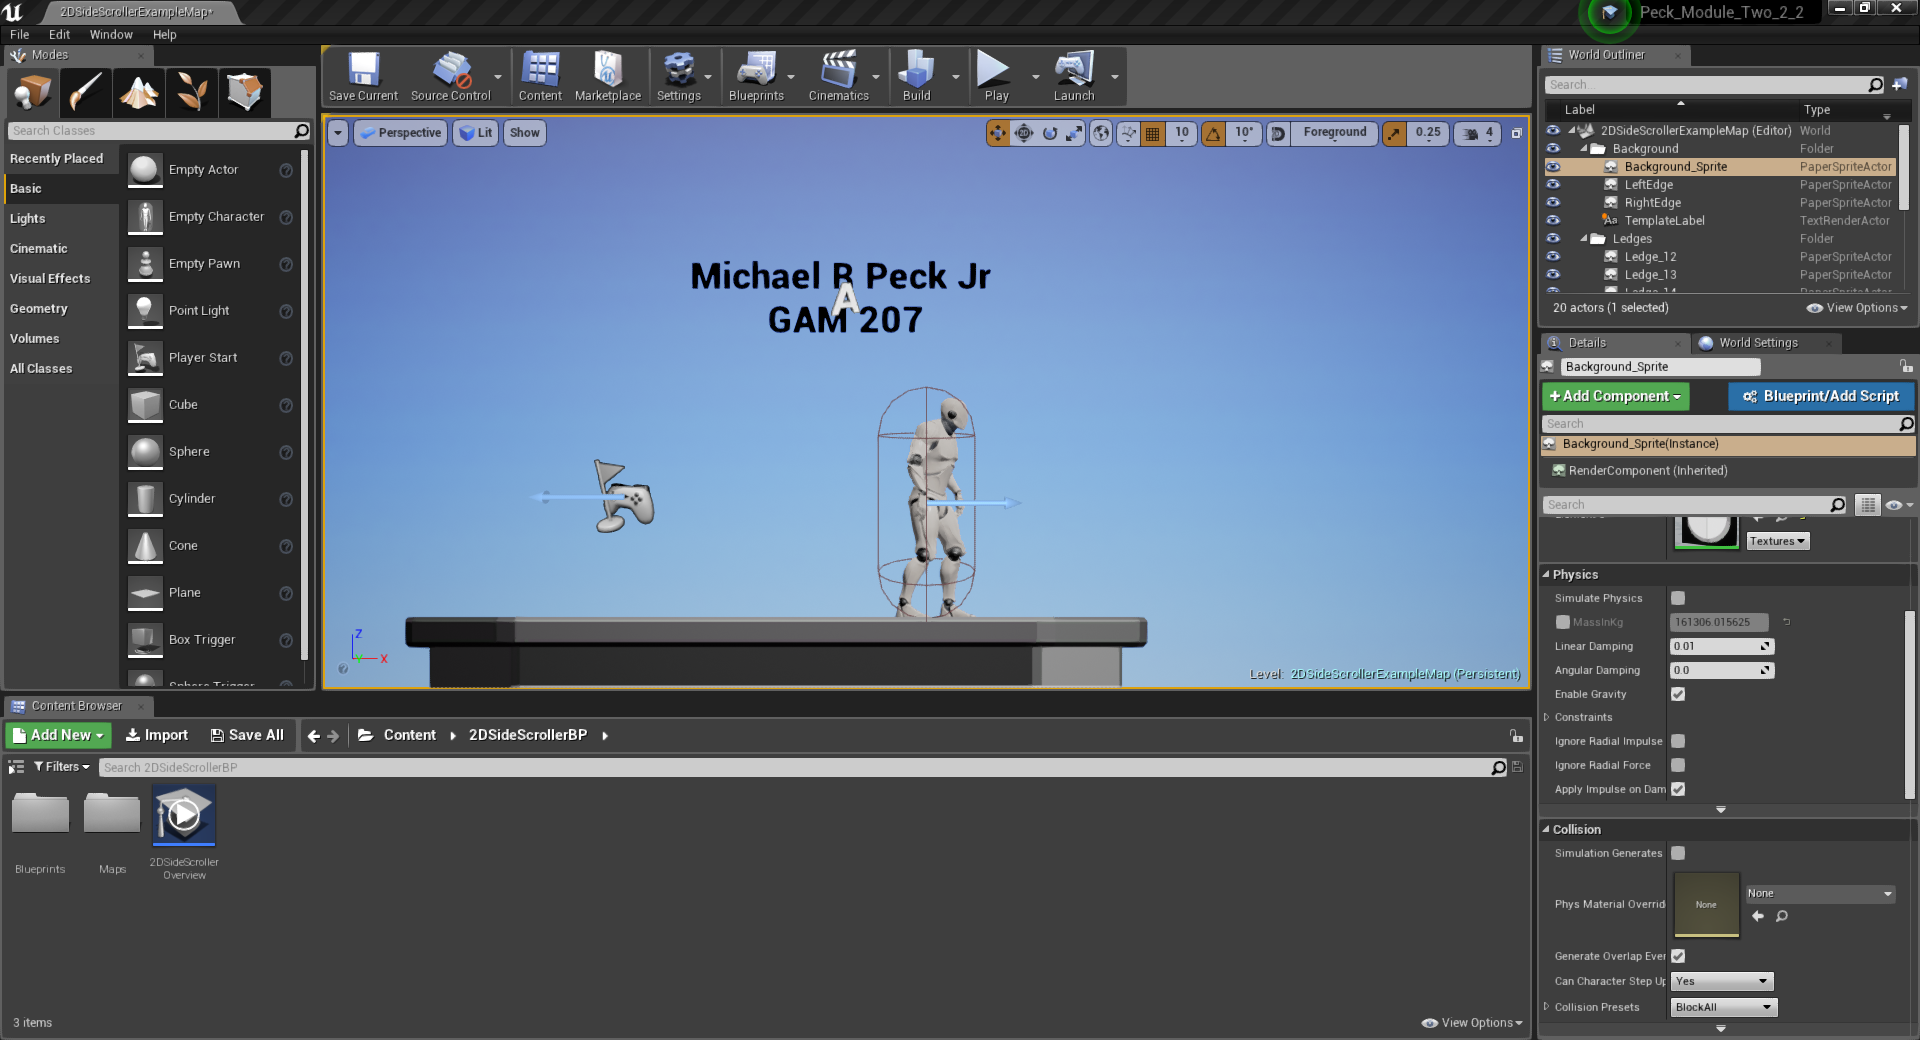 2DSideScrollerExampleMap*
Peck_Module_Two_2_2
File Edit Window Help
Modes
Search Classes
Recently Placed
Basic
Lights
Cinematic
Visual Effects
Geometry
Volumes
All Classes
Empty Actor
Empty Character
Empty Pawn
Point Light
Player Start
Cube
Sphere
Cylinder
Cone
Plane
Box Trigger
Sphere Trigger
Save Current Source Control Content Marketplace Settings Blueprints Cinematics Build Play Launch
Perspective Lit Show 10 10° Foreground 0.25 4
Michael R Peck Jr
A
GAM 207
Z
X
Level: 2DSideScrollerExampleMap (Persistent)
World Outliner
Search...
Label Type
2DSideScrollerExampleMap (Editor) World
Background Folder
Background_Sprite PaperSpriteActor
LeftEdge PaperSpriteActor
RightEdge PaperSpriteActor
Aa TemplateLabel TextRenderActor
Ledges Folder
Ledge_12 PaperSpriteActor
Ledge_13 PaperSpriteActor
Ledge_14
20 actors (1 selected) View Options
Details World Settings
Background_Sprite
+Add Component Blueprint/Add Script
Search
Background_Sprite(Instance)
RenderComponent (Inherited)
Search
Textures
Physics
Simulate Physics
MassInKg 161306.015625
Linear Damping 0.01
Angular Damping 0.0
Enable Gravity
Constraints
Ignore Radial Impulse
Ignore Radial Force
Apply Impulse on Dam
Collision
Simulation Generates
Phys Material Overrid None None
Generate Overlap Ever
Can Character Step Up Yes
Collision Presets BlockAll
Content Browser
Add New Import Save All Content 2DSideScrollerBP
Filters Search 2DSideScrollerBP
Blueprints
Maps
2DSideScroller
Overview
3 items View Options